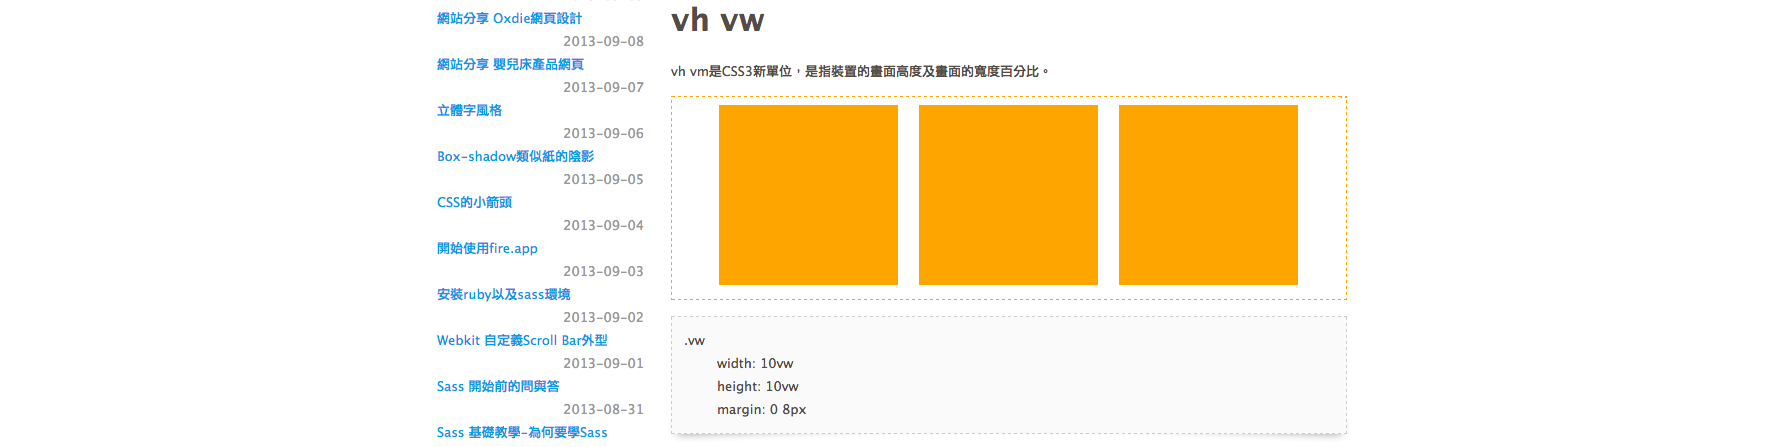 網站分享 Oxdie網頁設計
2013-09-08
網站分享 嬰兒床產品網頁
2013-09-07
立體字風格
2013-09-06
Box-shadow類似紙的陰影
2013-09-05
CSS的小箭頭
2013-09-04
開始使用fire.app
2013-09-03
安裝ruby以及sass環境
2013-09-02
Webkit 自定義Scroll Bar外型
2013-09-01
Sass 開始前的問與答
2013-08-31
Sass 基礎教學-為何要學Sass
vh vw
vh vm是CSS3新單位，是指裝置的畫面高度及畫面的寬度百分比。
.vw
width: 10vw
height: 10vw
margin: 0 8px